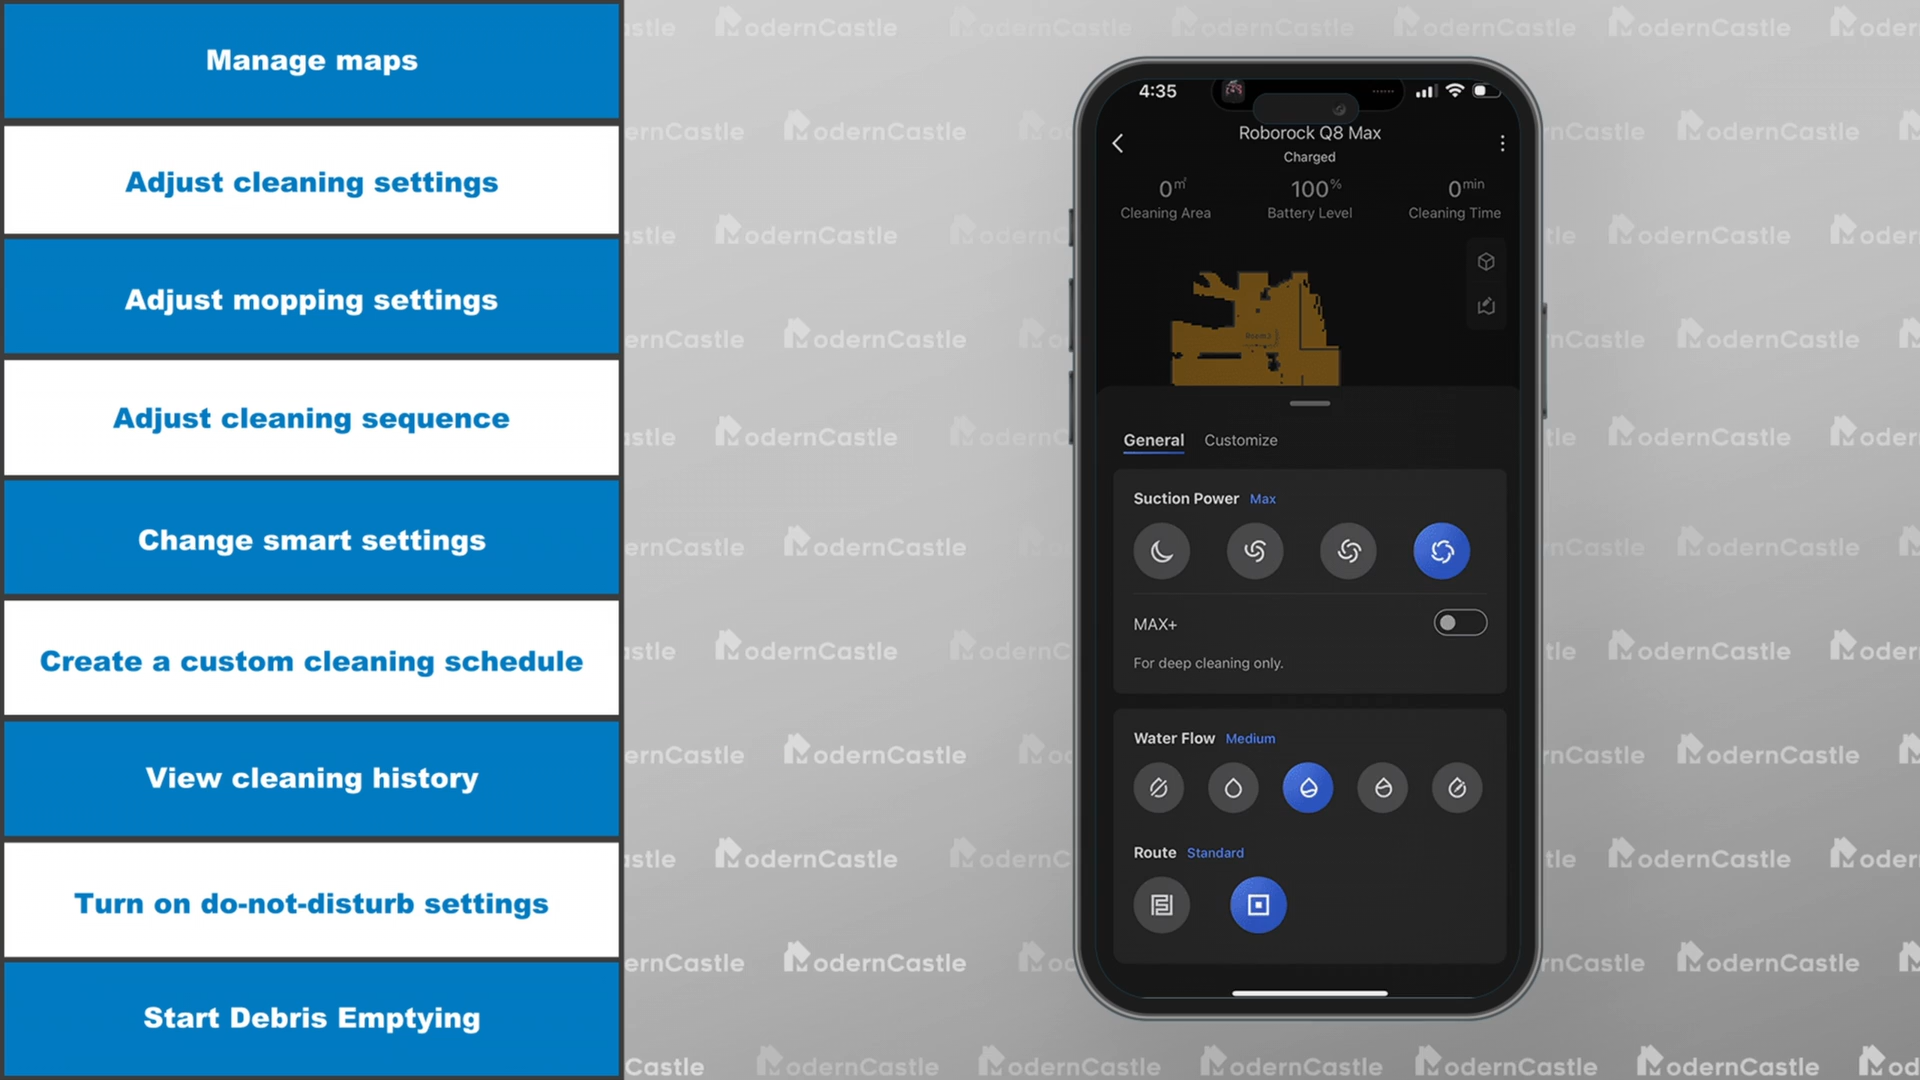 Manage maps
Adjust cleaning settings
Adjust mopping settings
Adjust cleaning sequence
Change smart settings
Create a custom cleaning schedule
View cleaning history
Turn on do-not-disturb settings
Start Debris Emptying
4:35
Roborock Q8 Max
Charged
0㎡ 100% 0min
Cleaning Area Battery Level Cleaning Time
General Customize
Suction Power Max
MAX+
For deep cleaning only.
Water Flow Medium
Route Standard
ModernCastle